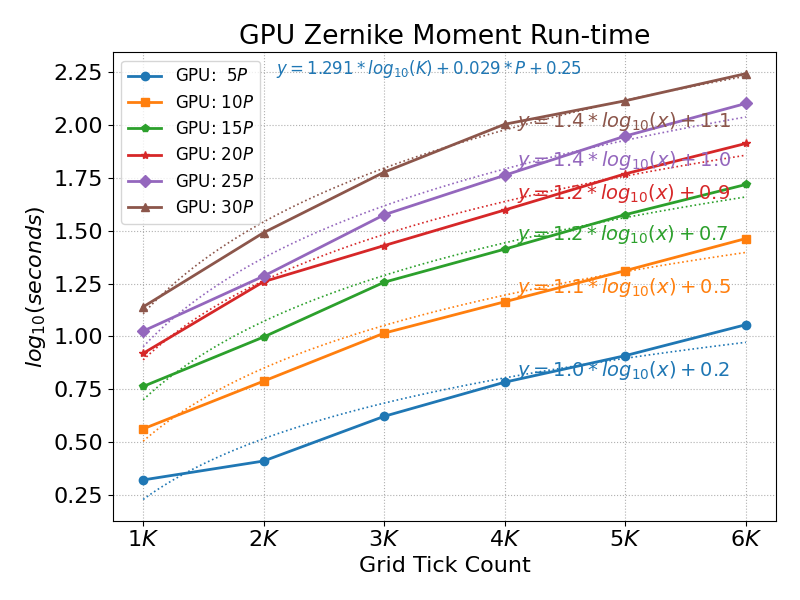 GPU Zernike Moment Run-time
y = 1.291 * log₁₀(K) + 0.029 * P + 0.25
GPU:  5P
GPU: 10P
GPU: 15P
GPU: 20P
GPU: 25P
GPU: 30P
y = 1.4 * log₁₀(x) + 1.1
y = 1.4 * log₁₀(x) + 1.0
y = 1.2 * log₁₀(x) + 0.9
y = 1.2 * log₁₀(x) + 0.7
y = 1.1 * log₁₀(x) + 0.5
y = 1.0 * log₁₀(x) + 0.2
log₁₀(seconds)
2.25
2.00
1.75
1.50
1.25
1.00
0.75
0.50
0.25
1K 2K 3K 4K 5K 6K
Grid Tick Count